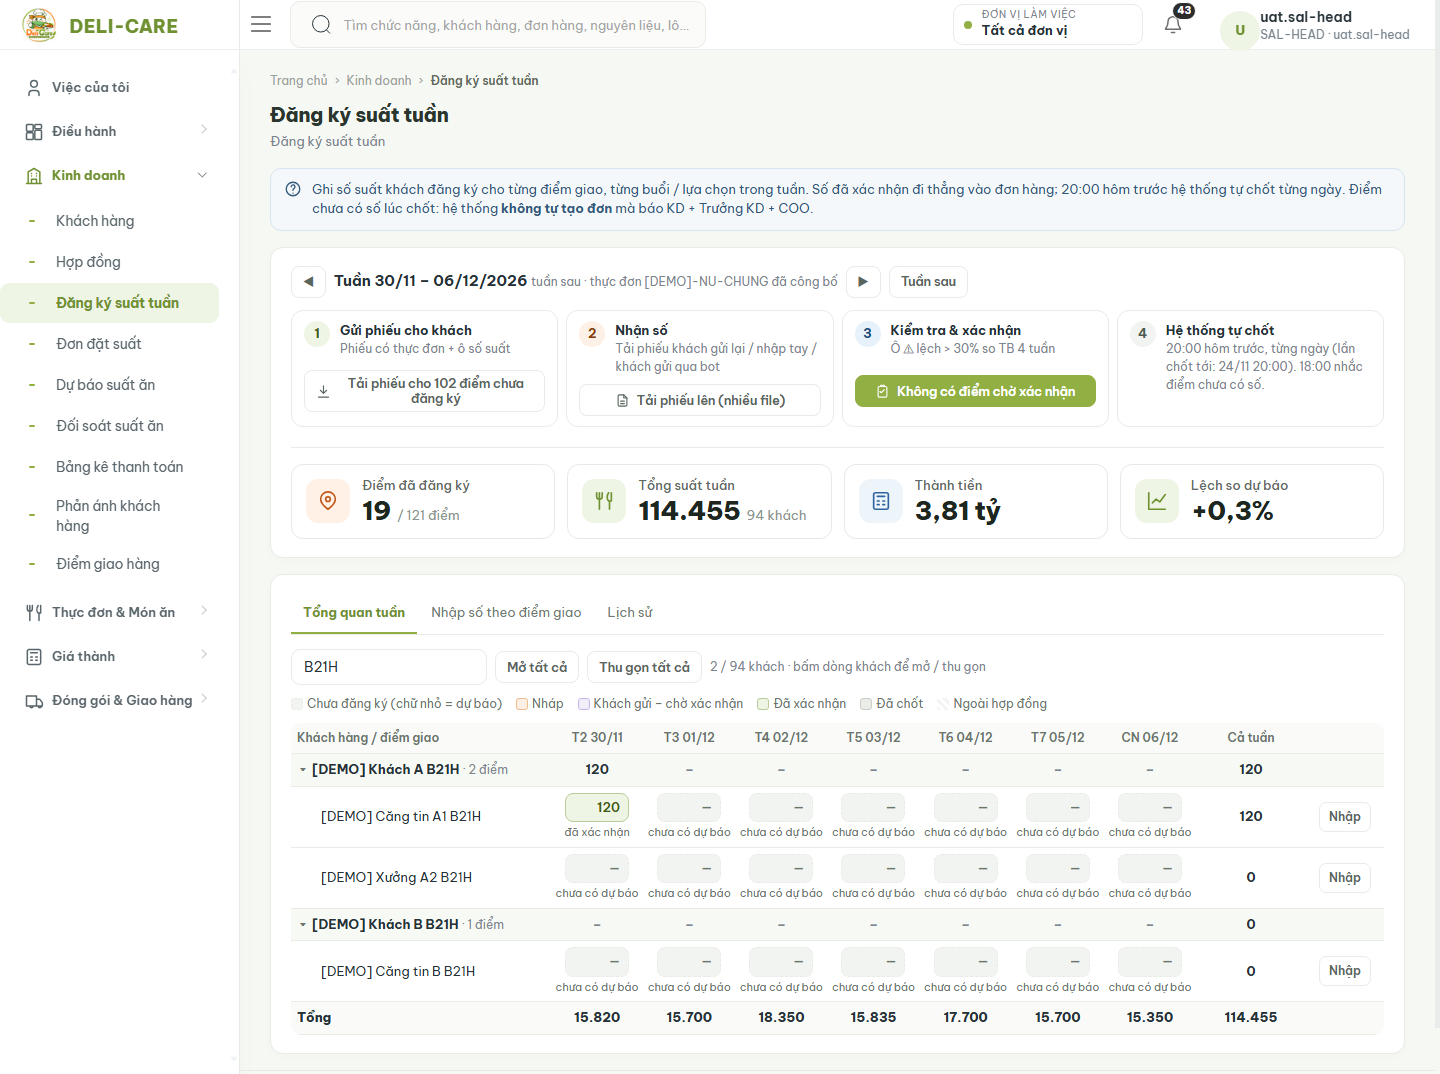 DELI-CARE
Tìm chức năng, khách hàng, đơn hàng, nguyên liệu, lô...
ĐƠN VỊ LÀM VIỆC
Tất cả đơn vị
43
U
uat.sal-head
SAL-HEAD · uat.sal-head
Việc của tôi
Điều hành
Kinh doanh
Khách hàng
Hợp đồng
Đăng ký suất tuần
Đơn đặt suất
Dự báo suất ăn
Đối soát suất ăn
Bảng kê thanh toán
Phản ánh khách
hàng
Điểm giao hàng
Thực đơn & Món ăn
Giá thành
Đóng gói & Giao hàng
Trang chủ › Kinh doanh › Đăng ký suất tuần
Đăng ký suất tuần
Đăng ký suất tuần
Ghi số suất khách đăng ký cho từng điểm giao, từng buổi / lựa chọn trong tuần. Số đã xác nhận đi thẳng vào đơn hàng; 20:00 hôm trước hệ thống tự chốt từng ngày. Điểm
chưa có số lúc chốt: hệ thống không tự tạo đơn mà báo KD + Trưởng KD + COO.
◀ Tuần 30/11 – 06/12/2026 tuần sau · thực đơn [DEMO]-NU-CHUNG đã công bố ▶ Tuần sau
1 Gửi phiếu cho khách
Phiếu có thực đơn + ô số suất
Tải phiếu cho 102 điểm chưa
đăng ký
2 Nhận số
Tải phiếu khách gửi lại / nhập tay /
khách gửi qua bot
Tải phiếu lên (nhiều file)
3 Kiểm tra & xác nhận
Ô ⚠ lệch > 30% so TB 4 tuần
Không có điểm chờ xác nhận
4 Hệ thống tự chốt
20:00 hôm trước, từng ngày (lần
chốt tới: 24/11 20:00). 18:00 nhắc
điểm chưa có số.
Điểm đã đăng ký
19 / 121 điểm
Tổng suất tuần
114.455 94 khách
Thành tiền
3,81 tỷ
Lệch so dự báo
+0,3%
Tổng quan tuần Nhập số theo điểm giao Lịch sử
B21H Mở tất cả Thu gọn tất cả 2 / 94 khách · bấm dòng khách để mở / thu gọn
Chưa đăng ký (chữ nhỏ = dự báo) Nháp Khách gửi – chờ xác nhận Đã xác nhận Đã chốt Ngoài hợp đồng
Khách hàng / điểm giao T2 30/11 T3 01/12 T4 02/12 T5 03/12 T6 04/12 T7 05/12 CN 06/12 Cả tuần
[DEMO] Khách A B21H · 2 điểm 120 – – – – – – 120
[DEMO] Căng tin A1 B21H 120 — — — — — — 120 Nhập
đã xác nhận chưa có dự báo chưa có dự báo chưa có dự báo chưa có dự báo chưa có dự báo chưa có dự báo
[DEMO] Xưởng A2 B21H — — — — — — — 0 Nhập
chưa có dự báo chưa có dự báo chưa có dự báo chưa có dự báo chưa có dự báo chưa có dự báo chưa có dự báo
[DEMO] Khách B B21H · 1 điểm – – – – – – – 0
[DEMO] Căng tin B B21H — — — — — — — 0 Nhập
chưa có dự báo chưa có dự báo chưa có dự báo chưa có dự báo chưa có dự báo chưa có dự báo chưa có dự báo
Tổng 15.820 15.700 18.350 15.835 17.700 15.700 15.350 114.455